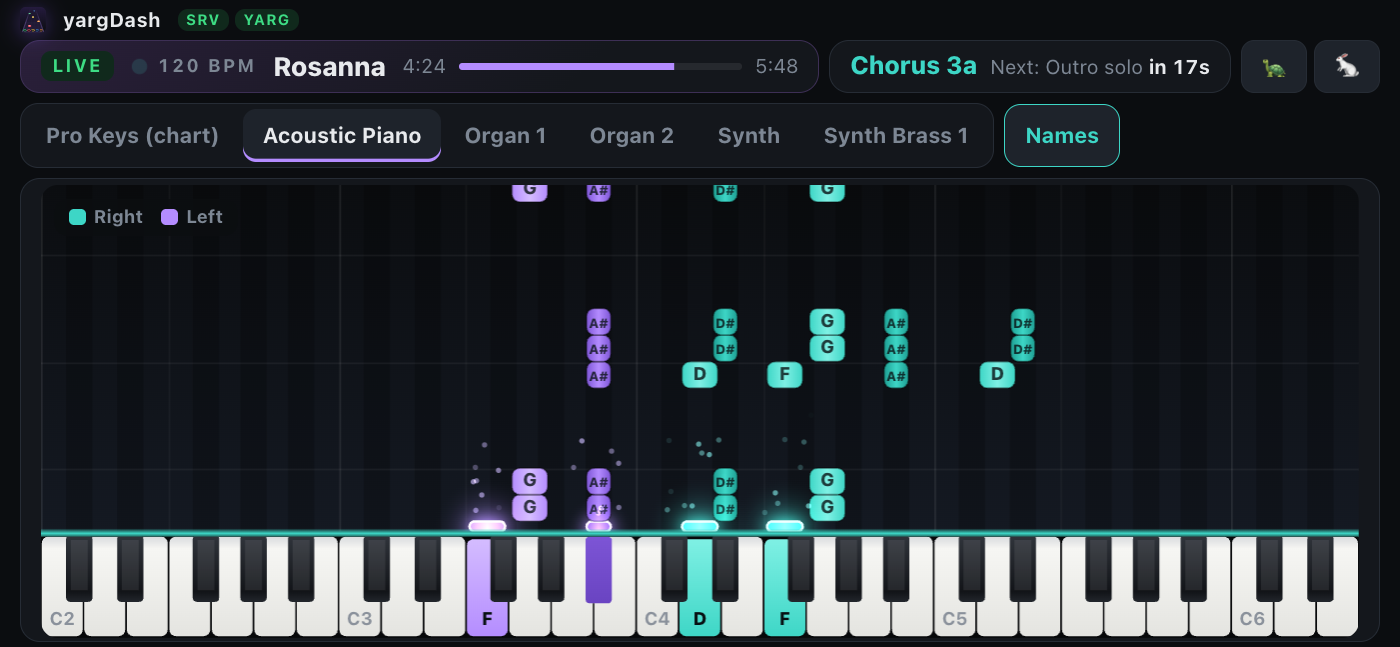 yargDash SRV YARG
LIVE 120 BPM Rosanna 4:24 5:48 Chorus 3a Next: Outro solo in 17s
Pro Keys (chart) Acoustic Piano Organ 1 Organ 2 Synth Synth Brass 1 Names
G A# D# G
Right Left
A# D# G A# D#
A# D# G A# D#
A# D F A# D
G A# D# G
G A# D# G
C2 C3 F C4 D F C5 C6